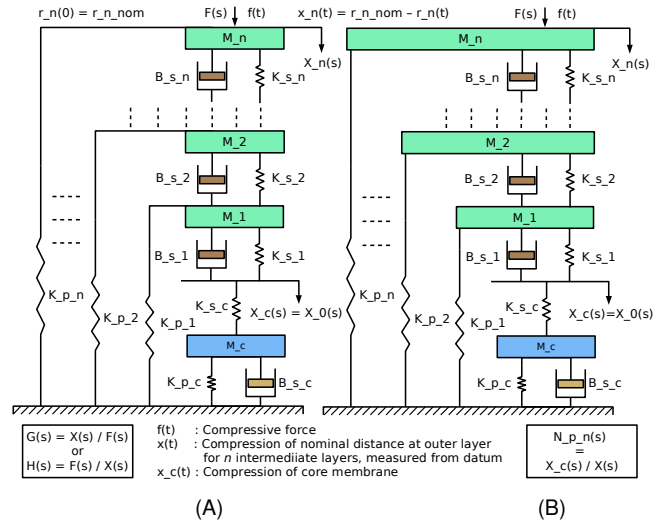 r_n(0) = r_n_nom
F(s) f(t)
M_n
X_n(s)
B_s_n
K_s_n
M_2
B_s_2
K_s_2
M_1
B_s_1
K_s_1
K_p_n
K_p_2
K_p_1
K_s_c
X_c(s) = X_0(s)
M_c
K_p_c
B_s_c
x_n(t) = r_n_nom – r_n(t)
F(s) f(t)
M_n
X_n(s)
B_s_n
K_s_n
M_2
B_s_2
K_s_2
M_1
B_s_1
K_s_1
K_p_n
K_p_2
K_p_1
K_s_c
X_c(s)=X_0(s)
M_c
K_p_c
B_s_c
G(s) = X(s) / F(s)
or
H(s) = F(s) / X(s)
f(t) : Compressive force
x(t) : Compression of nominal distance at outer layer
for n intermediiate layers, measured from datum
x_c(t) : Compression of core membrane
N_p_n(s)
=
X_c(s) / X(s)
(A)
(B)